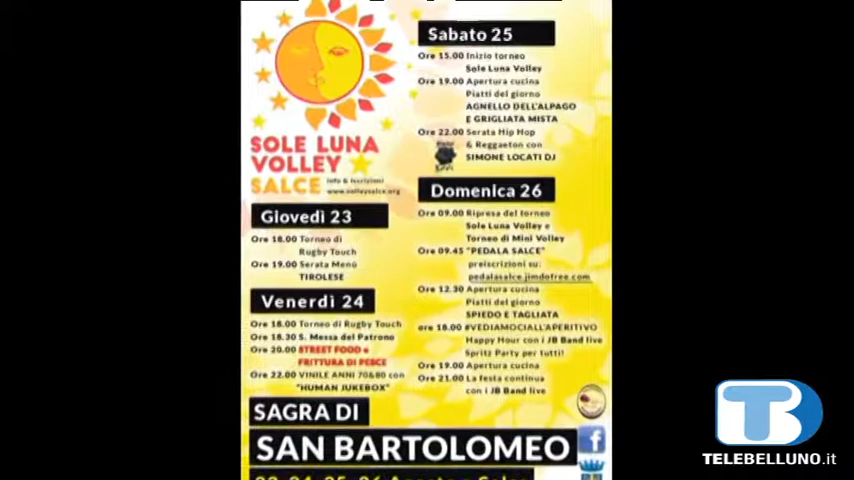 SOLE LUNA
VOLLEY
SALCE
info & iscrizioni
www.volleysalce.org
Giovedì 23
Ore 18.00 Torneo di
Rugby Touch
Ore 19.00 Serata Menù
TIROLESE
Venerdì 24
Ore 18.00 Torneo di Rugby Touch
Ore 18.30 S. Messa del Patrono
Ore 20.00 STREET FOOD e
FRITTURA DI PESCE
Ore 22.00 VINILE ANNI 70&80 con
"HUMAN JUKEBOX"
Sabato 25
Ore 15.00 Inizio torneo
Sole Luna Volley
Ore 19.00 Apertura cucina
Piatti del giorno
AGNELLO DELL'ALPAGO
E GRIGLIATA MISTA
Ore 22.00 Serata Hip Hop
& Reggaeton con
SIMONE LOCATI DJ
Domenica 26
Ore 09.00 Ripresa del torneo
Sole Luna Volley e
Torneo di Mini Volley
Ore 09.45 "PEDALA SALCE"
preiscrizioni su:
pedalasalce.jimdofree.com
Ore 12.30 Apertura cucina
Piatti del giorno
SPIEDO E TAGLIATA
ore 18.00 #VEDIAMOCIALL'APERITIVO
Happy Hour con i JB Band live
Spritz Party per tutti!
Ore 19.00 Apertura cucina
Ore 21.00 La festa continua
con i JB Band live
SAGRA DI
SAN BARTOLOMEO
f
TB
TELEBELLUNO.it